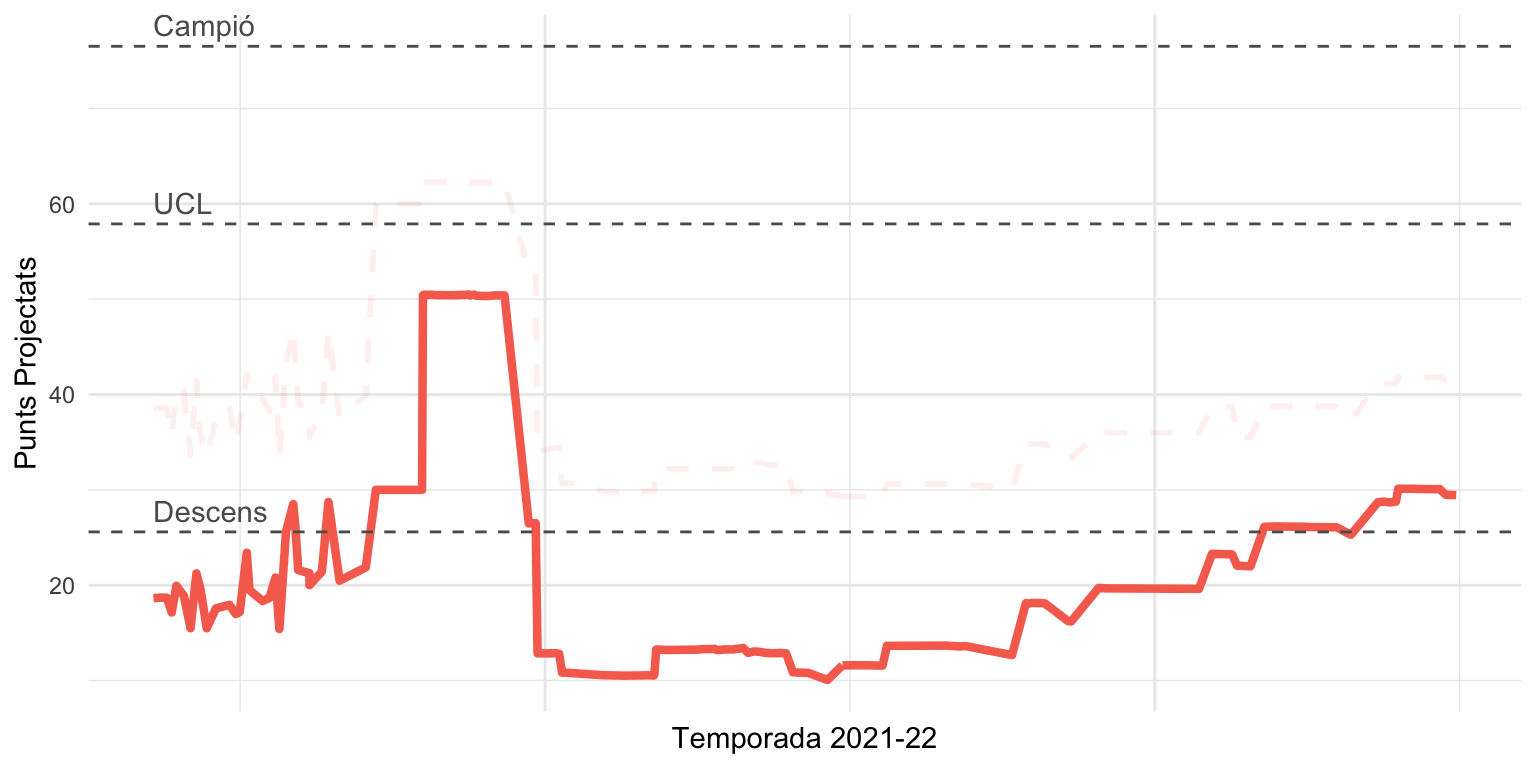 Campió
UCL
60
40
Descens
20
Punts Projectats
Temporada 2021-22